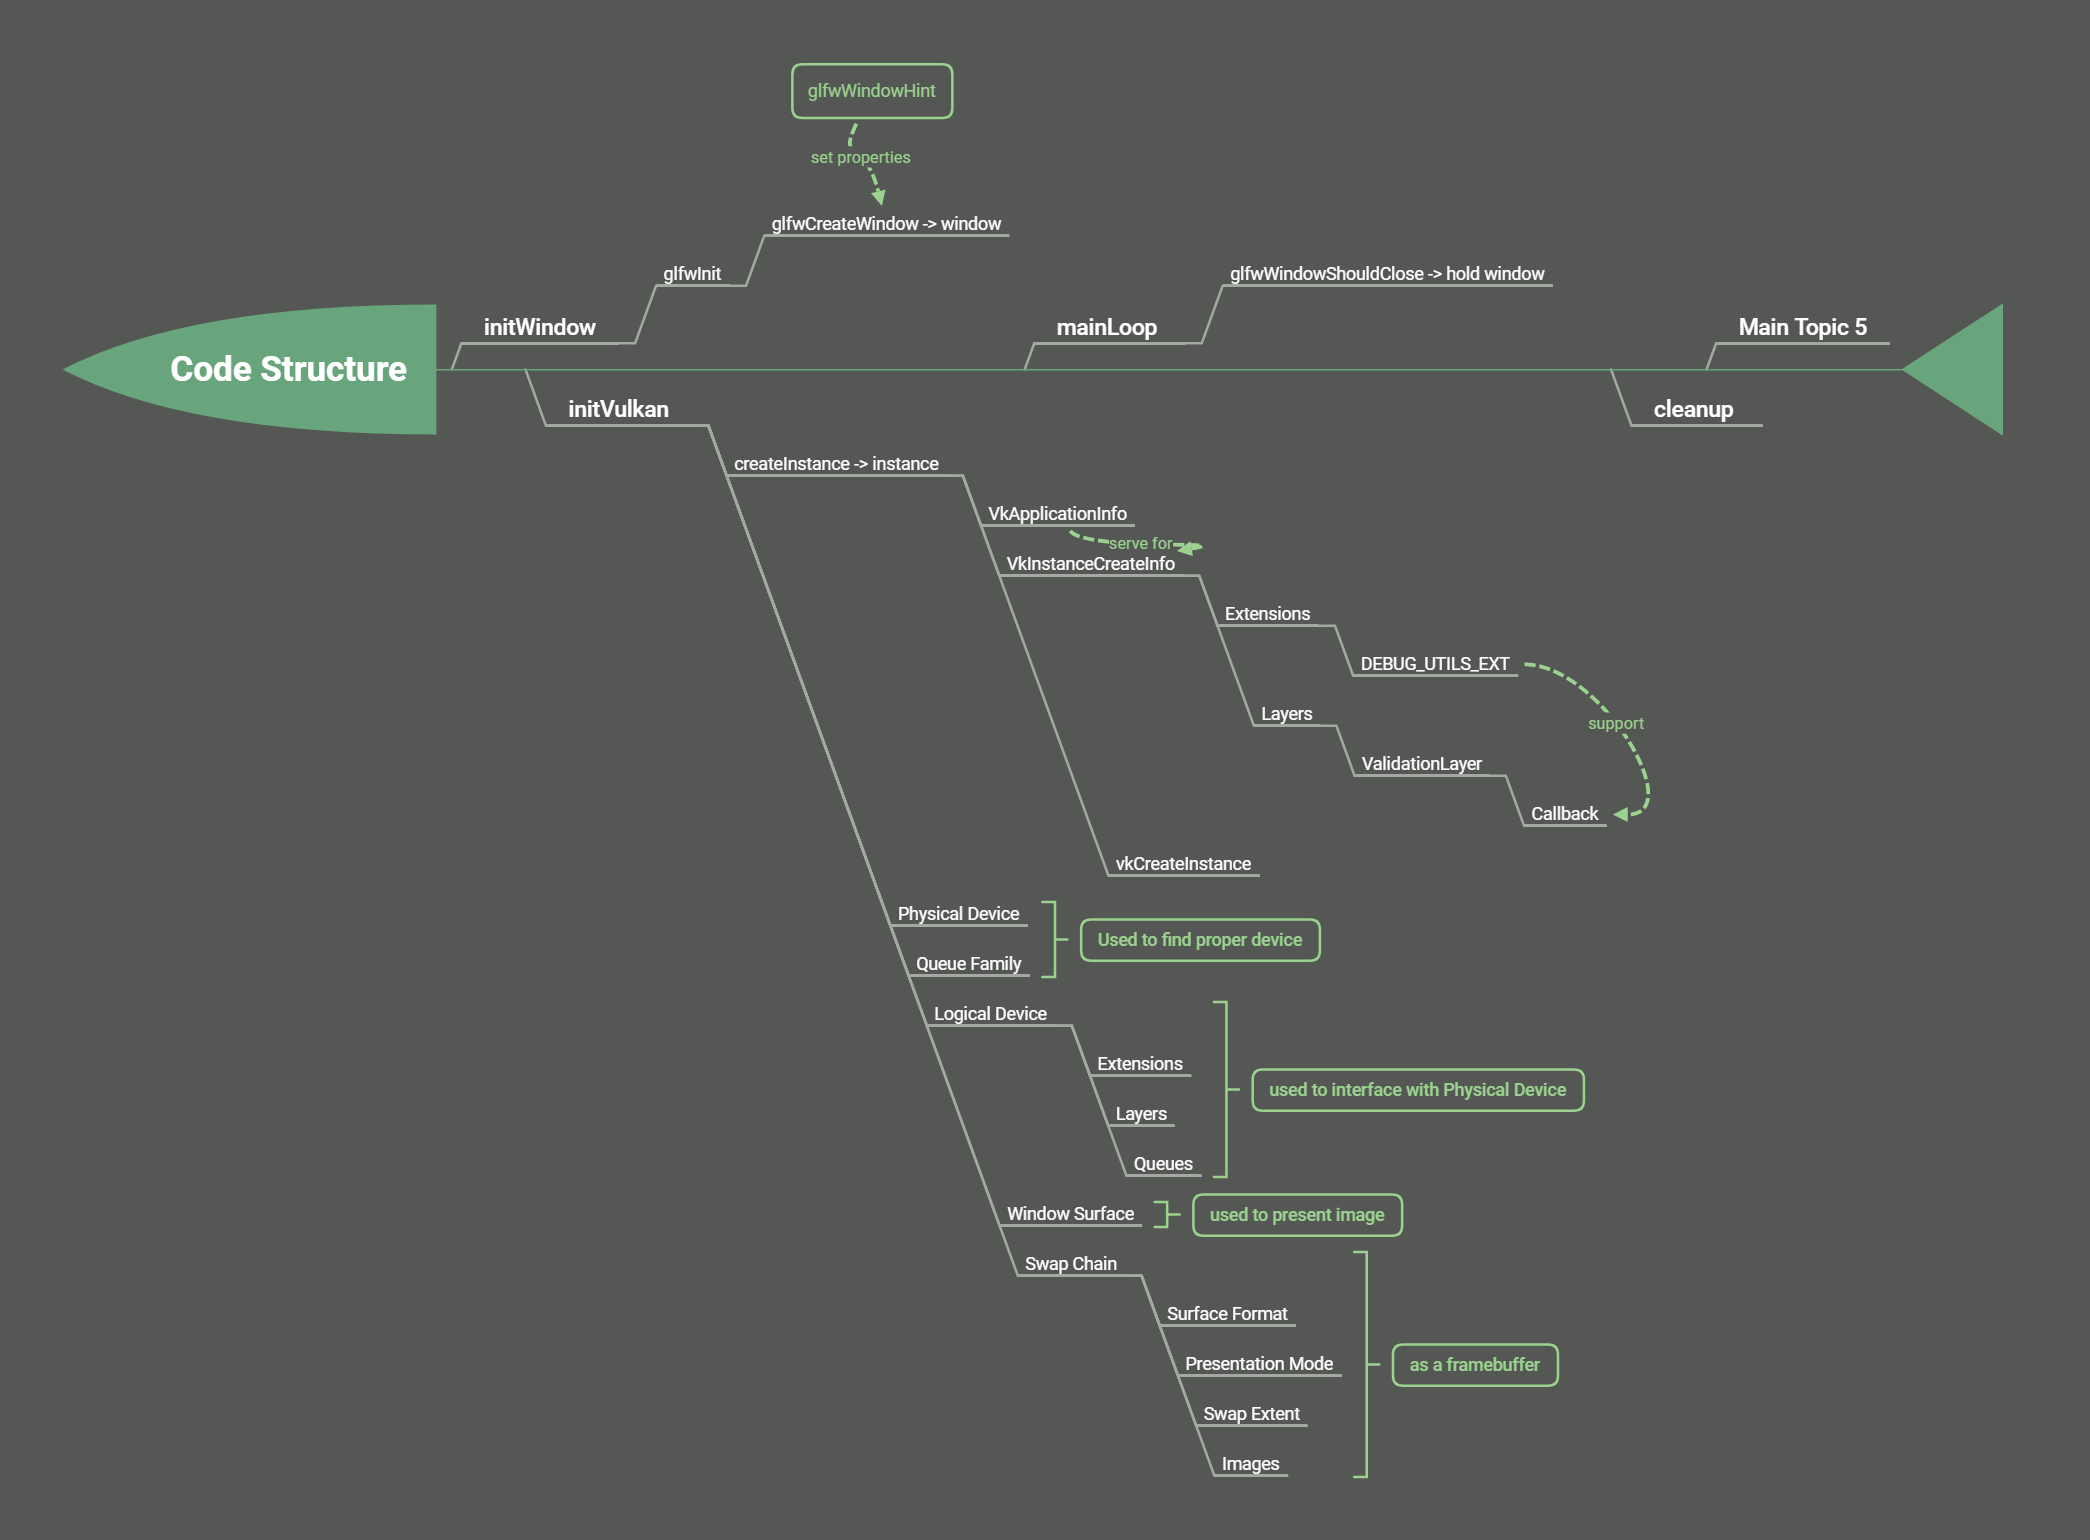 glfwWindowHint
set properties
glfwCreateWindow -> window
glfwInit
glfwWindowShouldClose -> hold window
initWindow
mainLoop
Main Topic 5
Code Structure
initVulkan
cleanup
createInstance -> instance
VkApplicationInfo
serve for
VkInstanceCreateInfo
Extensions
DEBUG_UTILS_EXT
Layers
support
ValidationLayer
Callback
vkCreateInstance
Physical Device
Used to find proper device
Queue Family
Logical Device
Extensions
used to interface with Physical Device
Layers
Queues
Window Surface
used to present image
Swap Chain
Surface Format
Presentation Mode
as a framebuffer
Swap Extent
Images